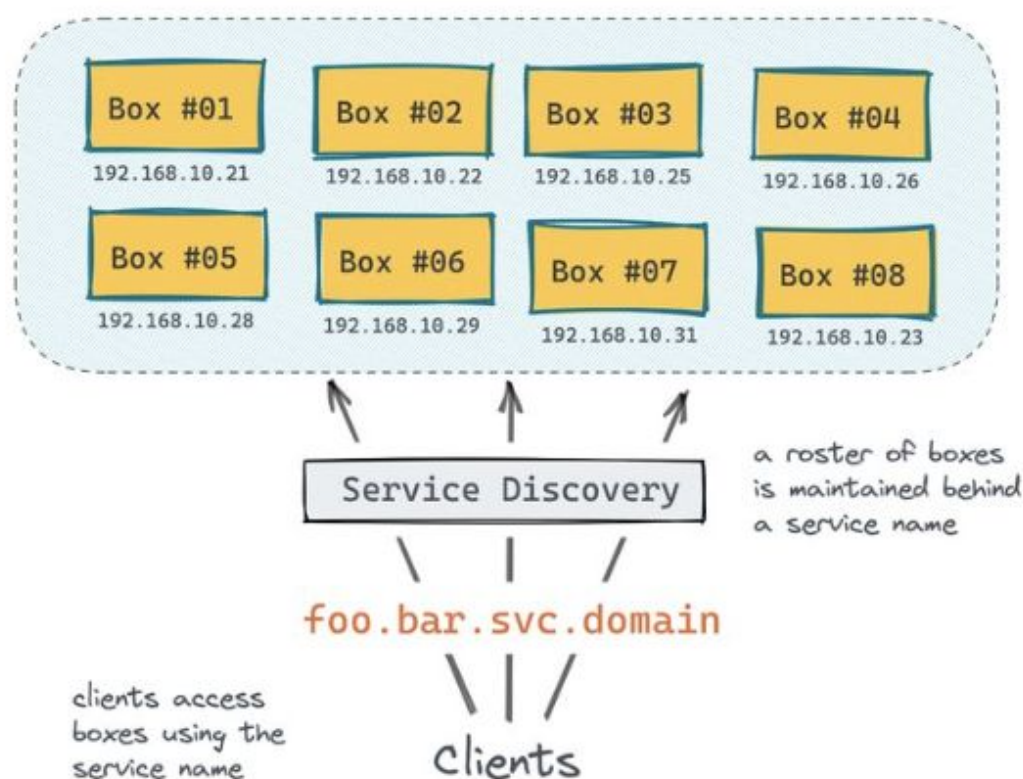 Box #01
Box #02
Box #03
Box #04
192.168.10.21
192.168.10.22
192.168.10.25
192.168.10.26
Box #05
Box #06
Box #07
Box #08
192.168.10.28
192.168.10.29
192.168.10.31
192.168.10.23
Service Discovery
a roster of boxes
is maintained behind
a service name
foo.bar.svc.domain
clients access
boxes using the
service name
Clients